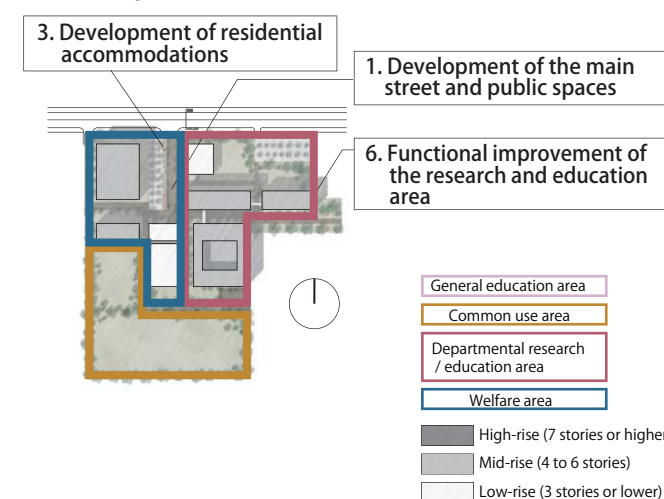 3. Development of residential
accommodations
1. Development of the main
street and public spaces
6. Functional improvement of
the research and education
area
General education area
Common use area
Departmental research
/ education area
Welfare area
High-rise (7 stories or higher
Mid-rise (4 to 6 stories)
Low-rise (3 stories or lower)